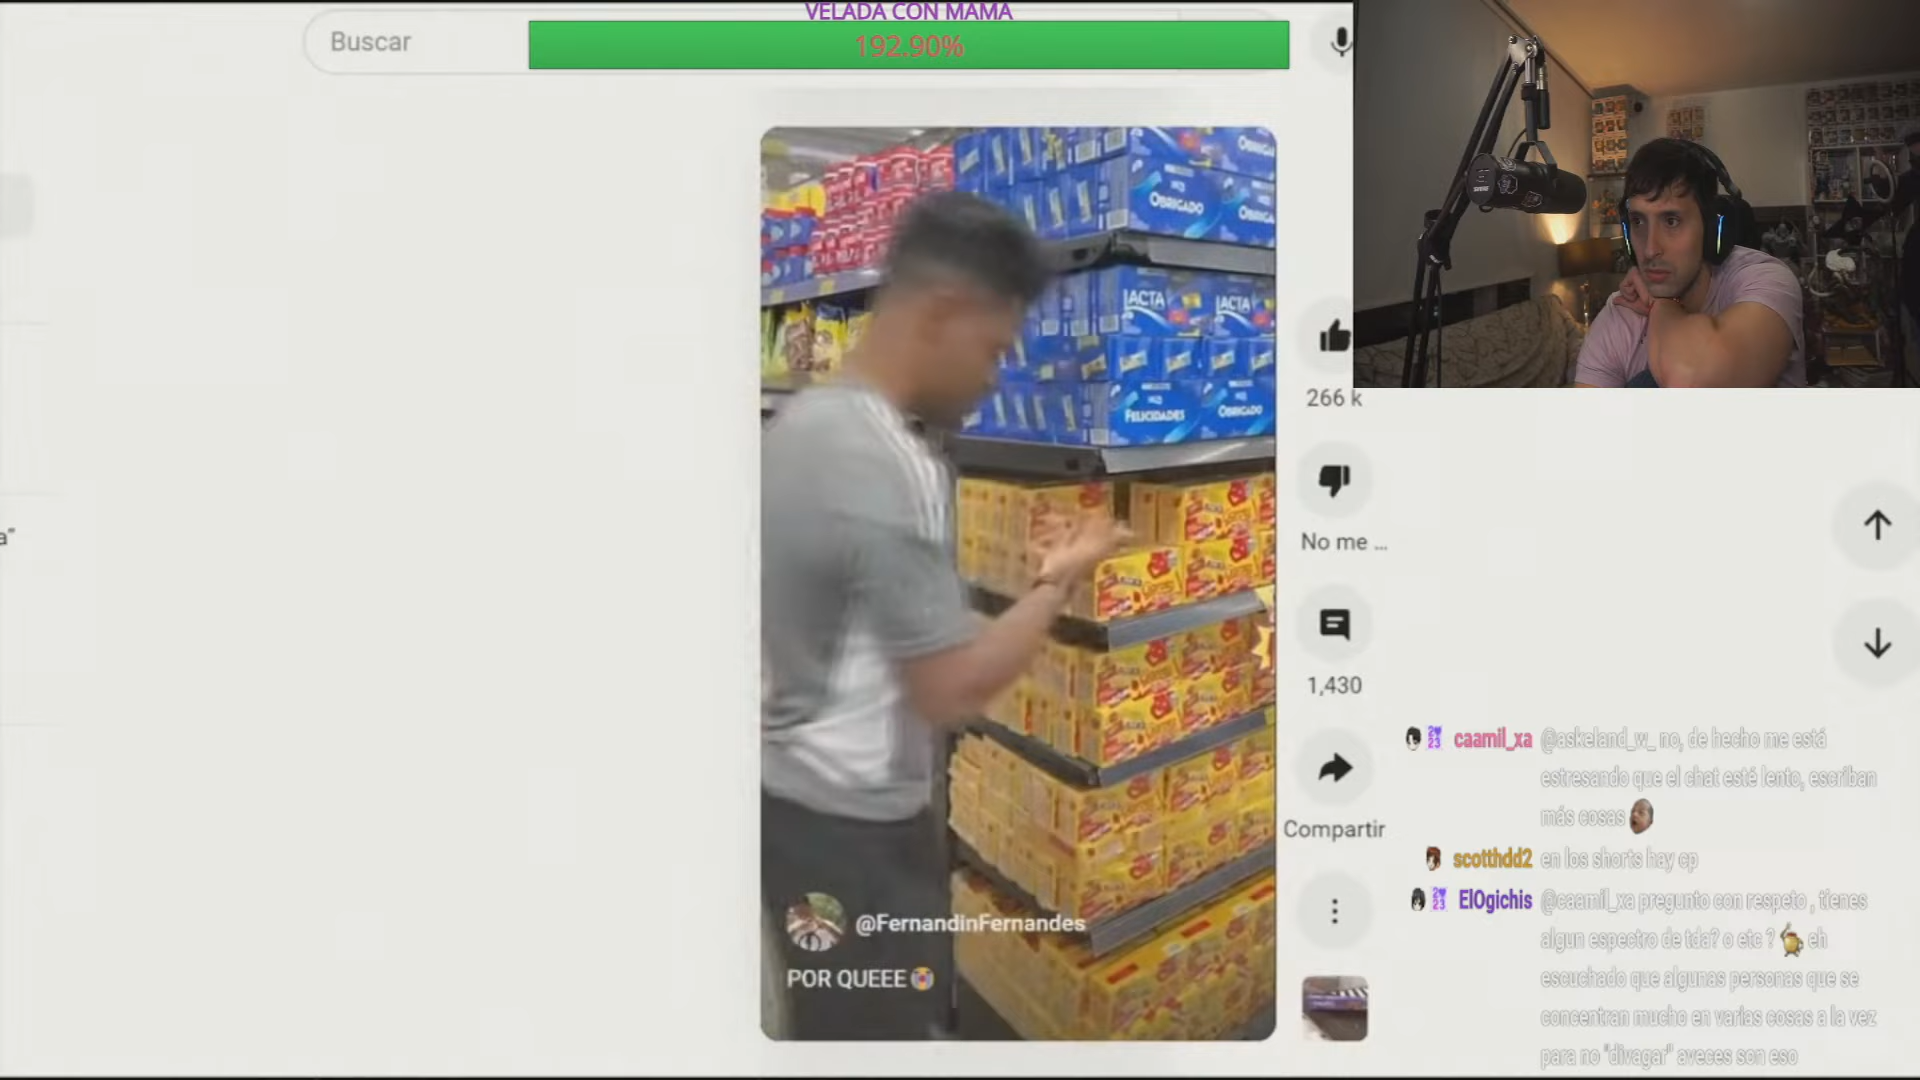 VELADA CON MAMA
Buscar
192.90%
OBRIGADO
LACTA
LACTA
FELICIDADES
OBRIGADO
266 k
No me ...
a"
1,430
Compartir
@FernandinFernandes
POR QUEEE
caamil_xa @askeland_w_ no, de hecho me está
estresando que el chat esté lento, escriban
más cosas
scotthdd2 en los shorts hay cp
ElOgichis @caamil_xa pregunto con respeto , tienes
algun espectro de tda? o etc ? eh
escuchado que algunas personas que se
concentran mucho en varias cosas a la vez
para no "divagar" aveces son eso